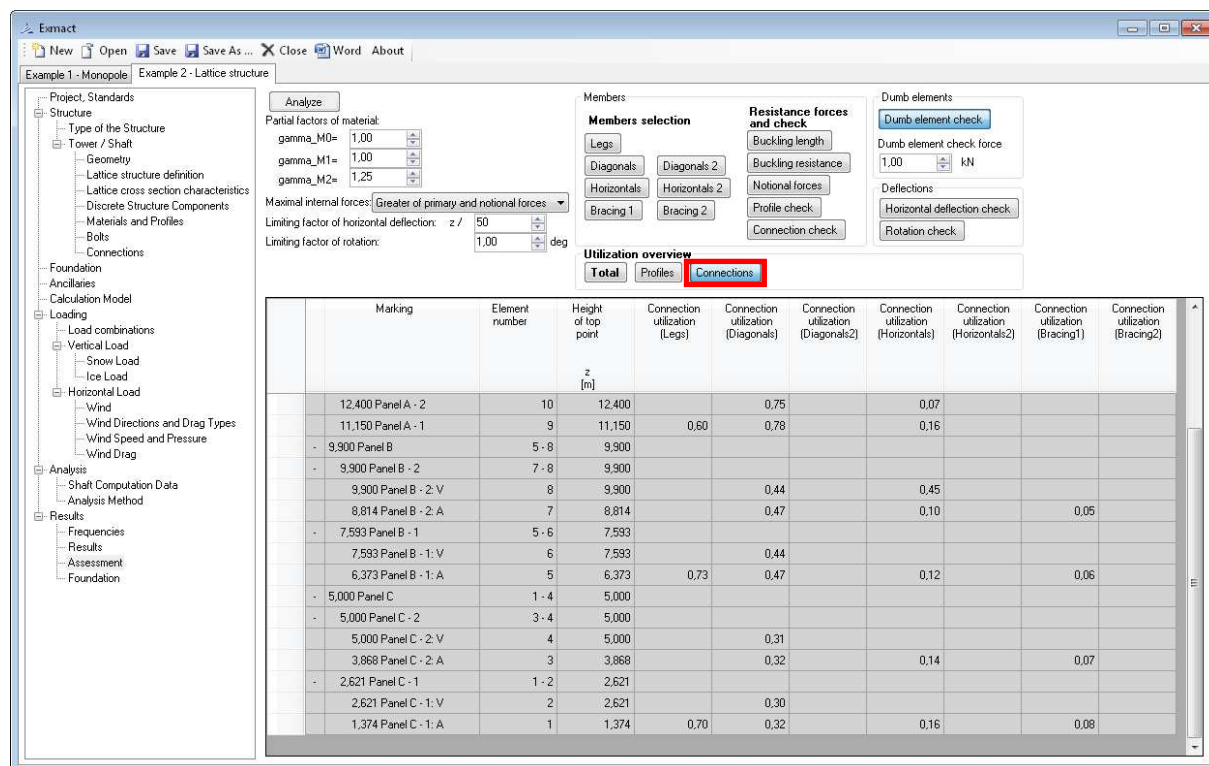 Exmact
New Open Save Save As ... Close Word About
Example 1 - Monopole Example 2 - Lattice structure
Project, Standards
Structure
Type of the Structure
Tower / Shaft
Geometry
Lattice structure definition
Lattice cross section characteristics
Discrete Structure Components
Materials and Profiles
Bolts
Connections
Foundation
Ancillaries
Calculation Model
Loading
Load combinations
Vertical Load
Snow Load
Ice Load
Horizontal Load
Wind
Wind Directions and Drag Types
Wind Speed and Pressure
Wind Drag
Analysis
Shaft Computation Data
Analysis Method
Results
Frequencies
Results
Assessment
Foundation
Analyze
Partial factors of material:
gamma_M0= 1,00
gamma_M1= 1,00
gamma_M2= 1,25
Maximal internal forces: Greater of primary and notional forces
Limiting factor of horizontal deflection: z / 50
Limiting factor of rotation: 1,00 deg
Members
Members selection
Legs
Diagonals Diagonals 2
Horizontals Horizontals 2
Bracing 1 Bracing 2
Resistance forces
and check
Buckling length
Buckling resistance
Notional forces
Profile check
Connection check
Dumb elements
Dumb element check
Dumb element check force
1,00 kN
Deflections
Horizontal deflection check
Rotation check
Utilization overview
Total Profiles Connections
Marking Element number Height of top point z [m] Connection utilization (Legs) Connection utilization (Diagonals) Connection utilization (Diagonals2) Connection utilization (Horizontals) Connection utilization (Horizontals2) Connection utilization (Bracing1) Connection utilization (Bracing2)
12,400 Panel A - 2 10 12,400 0,75 0,07
11,150 Panel A - 1 9 11,150 0,60 0,78 0,16
- 9,900 Panel B 5 - 8 9,900
- 9,900 Panel B - 2 7 - 8 9,900
9,900 Panel B - 2: V 8 9,900 0,44 0,45
8,814 Panel B - 2: A 7 8,814 0,47 0,10 0,05
- 7,593 Panel B - 1 5 - 6 7,593
7,593 Panel B - 1: V 6 7,593 0,44
6,373 Panel B - 1: A 5 6,373 0,73 0,47 0,12 0,06
- 5,000 Panel C 1 - 4 5,000
- 5,000 Panel C - 2 3 - 4 5,000
5,000 Panel C - 2: V 4 5,000 0,31
3,868 Panel C - 2: A 3 3,868 0,32 0,14 0,07
- 2,621 Panel C - 1 1 - 2 2,621
2,621 Panel C - 1: V 2 2,621 0,30
1,374 Panel C - 1: A 1 1,374 0,70 0,32 0,16 0,08